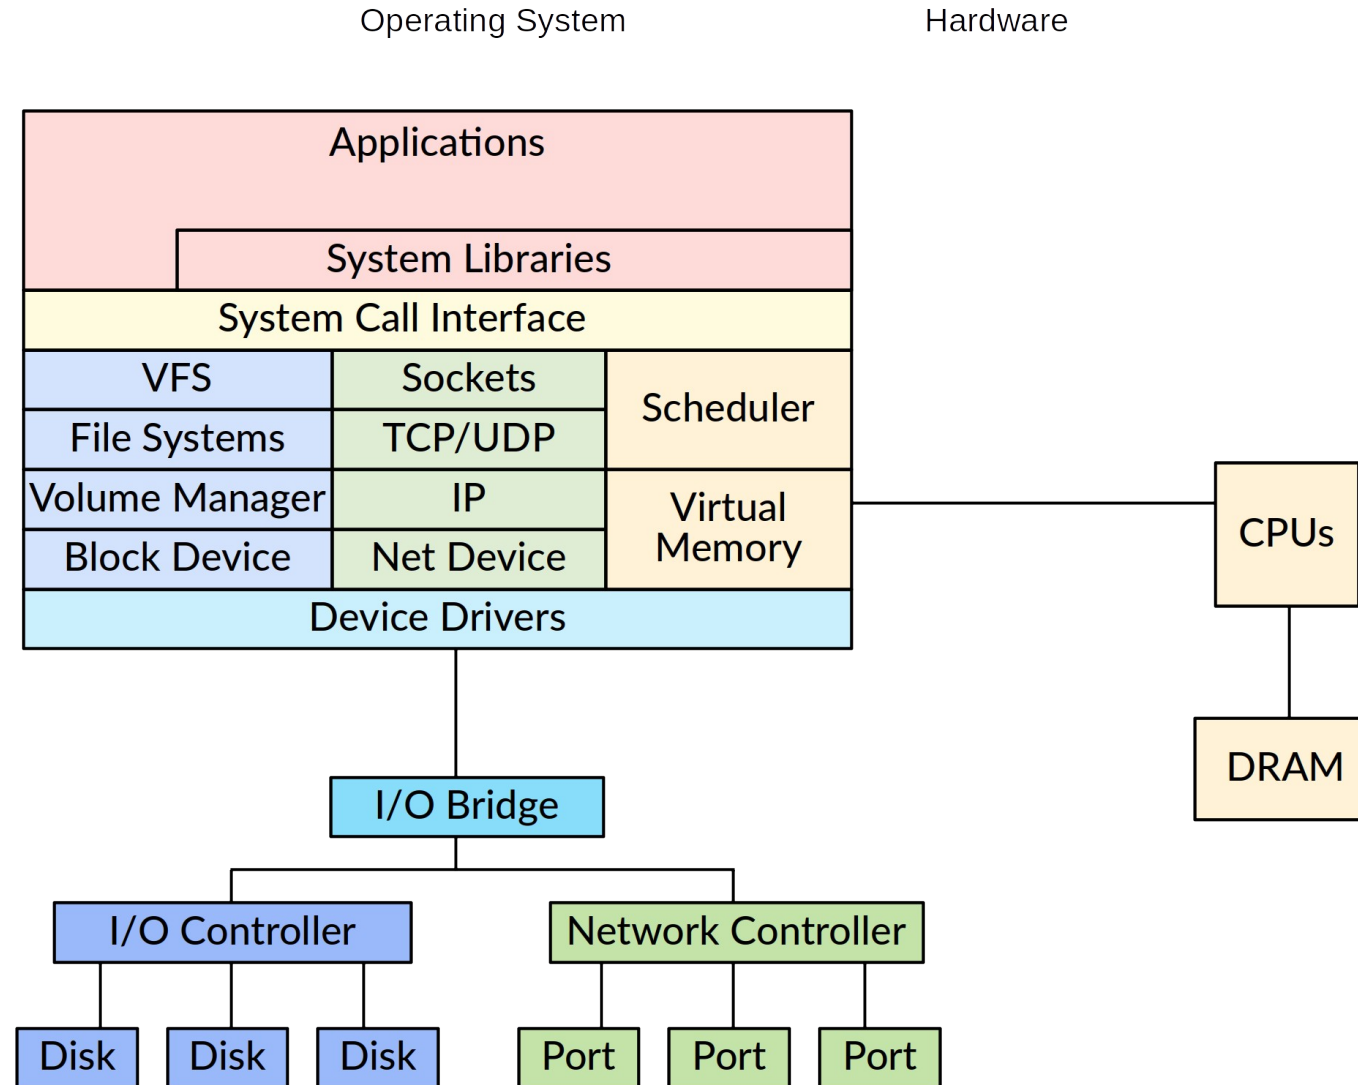 Operating System
Hardware
Applications
System Libraries
System Call Interface
VFS
Sockets
Scheduler
File Systems
TCP/UDP
Volume Manager
IP
Virtual
Memory
Block Device
Net Device
Device Drivers
CPUs
DRAM
I/O Bridge
I/O Controller
Network Controller
Disk
Disk
Disk
Port
Port
Port